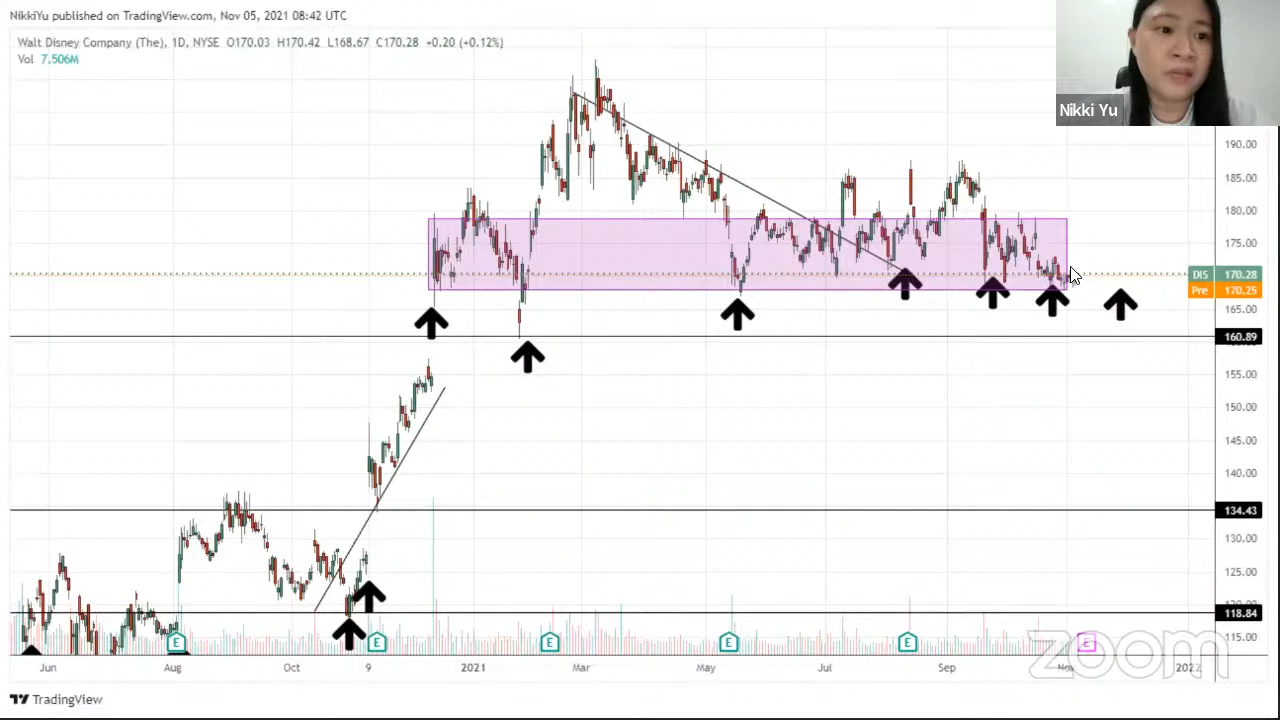 NikkiYu published on TradingView.com, Nov 05, 2021 08:42 UTC
Walt Disney Company (The), 1D, NYSE O170.03 H170.42 L168.67 C170.28 +0.20 (+0.12%)
Vol 7.506M
Nikki Yu
190.00
185.00
180.00
175.00
DIS 170.28
Pre 170.25
165.00
160.89
155.00
150.00
145.00
140.00
134.43
130.00
125.00
118.84
115.00
E E E E E E
zoom
Jun Aug Oct 9 2021 Mar May Jul Sep Nov 2022
TradingView